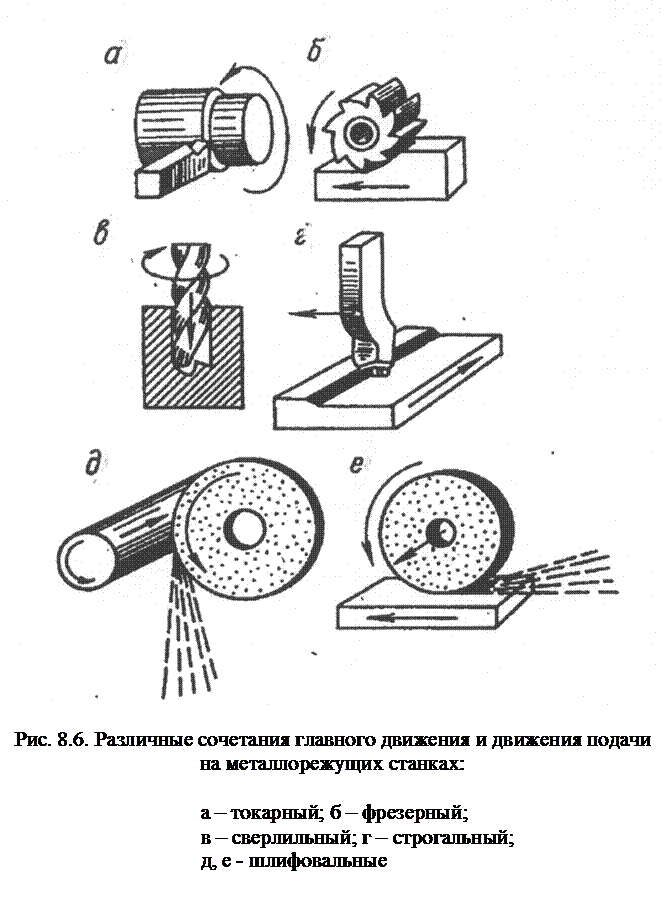 а б
в г
д е
Рис. 8.6. Различные сочетания главного движения и движения подачи
на металлорежущих станках:
а – токарный; б – фрезерный;
в – сверлильный; г – строгальный;
д, е - шлифовальные